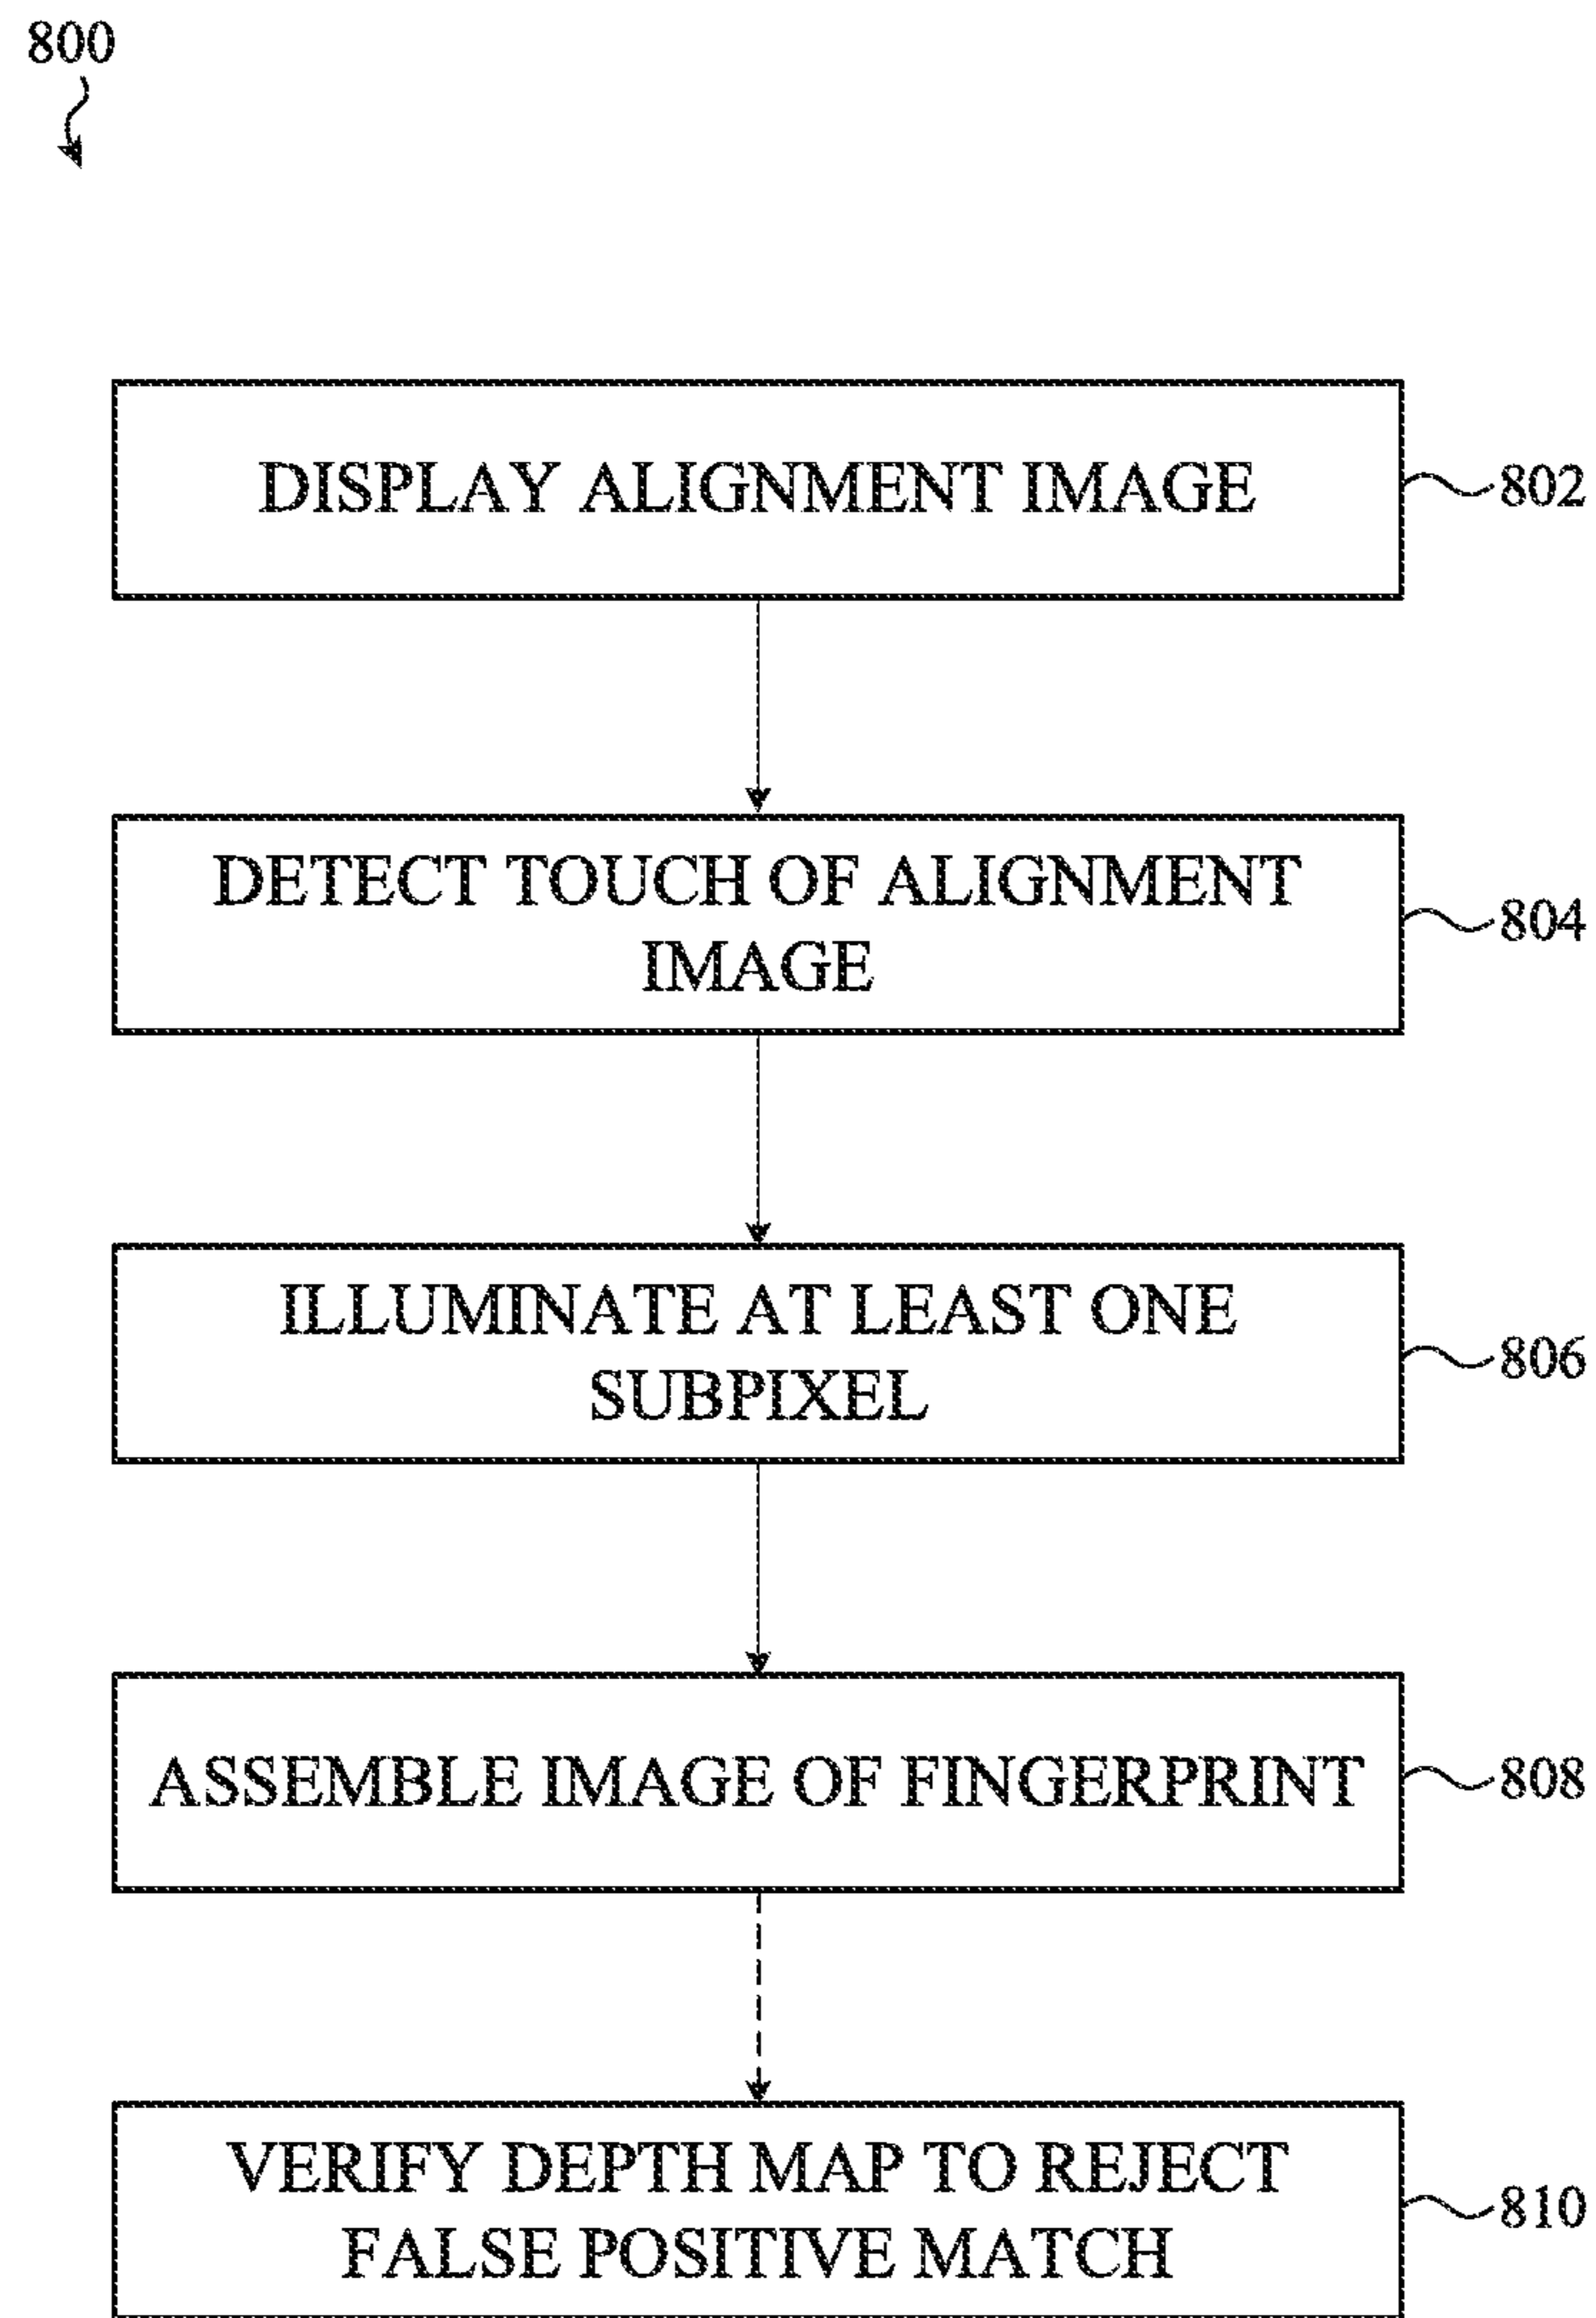 800
DISPLAY ALIGNMENT IMAGE
802
DETECT TOUCH OF ALIGNMENT
IMAGE
804
ILLUMINATE AT LEAST ONE
SUBPIXEL
806
ASSEMBLE IMAGE OF FINGERPRINT
808
VERIFY DEPTH MAP TO REJECT
FALSE POSITIVE MATCH
810